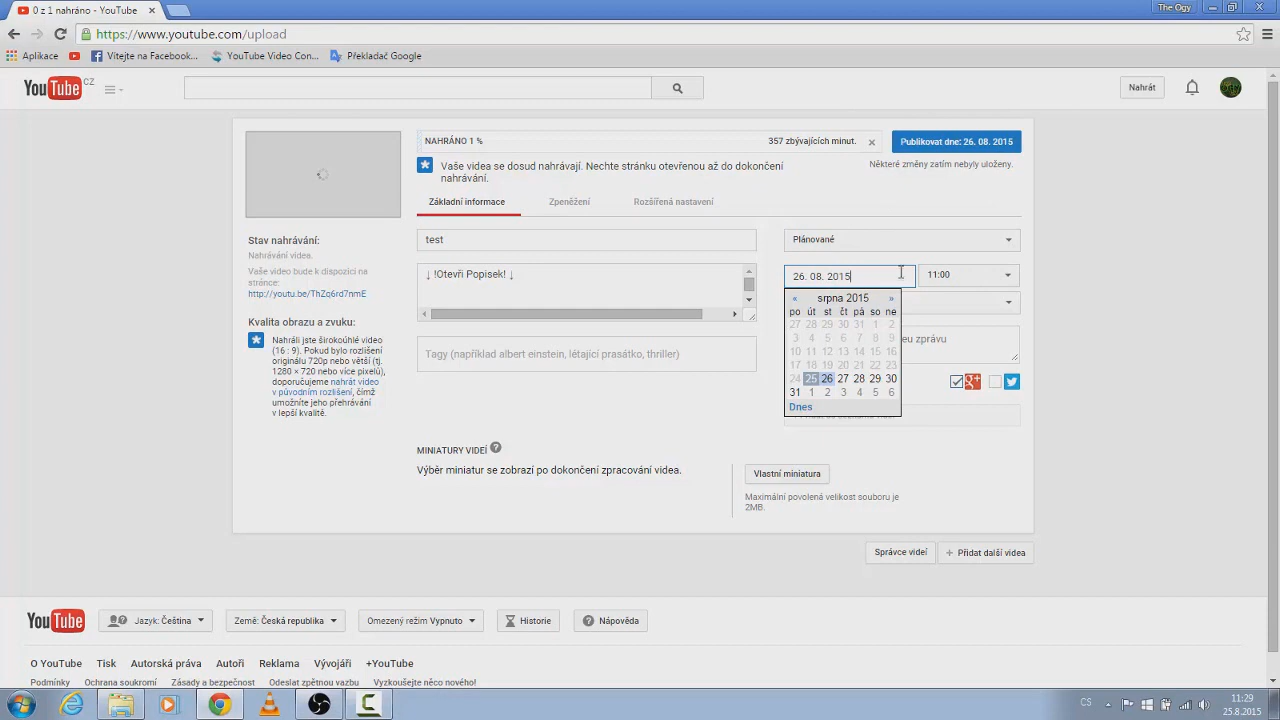 0 z 1 nahráno - YouTube
The Ogy
https://www.youtube.com/upload
Aplikace
Vítejte na Facebook...
YouTube Video Con...
Překladač Google
YouTube CZ
Nahrát
NAHRÁNO 1 %
357 zbývajících minut.
Publikovat dne: 26. 08. 2015
Vaše videa se dosud nahrávají. Nechte stránku otevřenou až do dokončení
nahrávání.
Některé změny zatím nebyly uloženy.
Základní informace
Zpeněžení
Rozšířená nastavení
Stav nahrávání:
Nahrávání videa.
Vaše video bude k dispozici na
stránce:
http://youtu.be/ThZq6rd7nmE
Kvalita obrazu a zvuku:
Nahráli jste širokoúhlé video
(16 : 9). Pokud bylo rozlišení
originálu 720p nebo větší (tj.
1280 × 720 nebo více pixelů),
doporučujeme nahrát video
v původním rozlišení, čímž
umožníte jeho přehrávání
v lepší kvalitě.
test
↓ !Otevři Popisek! ↓
Tagy (například albert einstein, létající prasátko, thriller)
Plánované
26. 08. 2015
11:00
« srpna 2015 »
po út st čt pá so ne
27 28 29 30 31 1 2
3 4 5 6 7 8 9
10 11 12 13 14 15 16
17 18 19 20 21 22 23
24 25 26 27 28 29 30
31 1 2 3 4 5 6
Dnes
zprávu
MINIATURY VIDEÍ ?
Výběr miniatur se zobrazí po dokončení zpracování videa.
Vlastní miniatura
Maximální povolená velikost souboru je
2MB.
Správce videí
+ Přidat další videa
YouTube
Jazyk: Čeština
Země: Česká republika
Omezený režim Vypnuto
Historie
Nápověda
O YouTube
Tisk
Autorská práva
Autoři
Reklama
Vývojáři
+YouTube
Podmínky
Ochrana soukromí
Zásady a bezpečnost
Odeslat zpětnou vazbu
Vyzkoušejte něco nového!
CS
11:29
25.8.2015